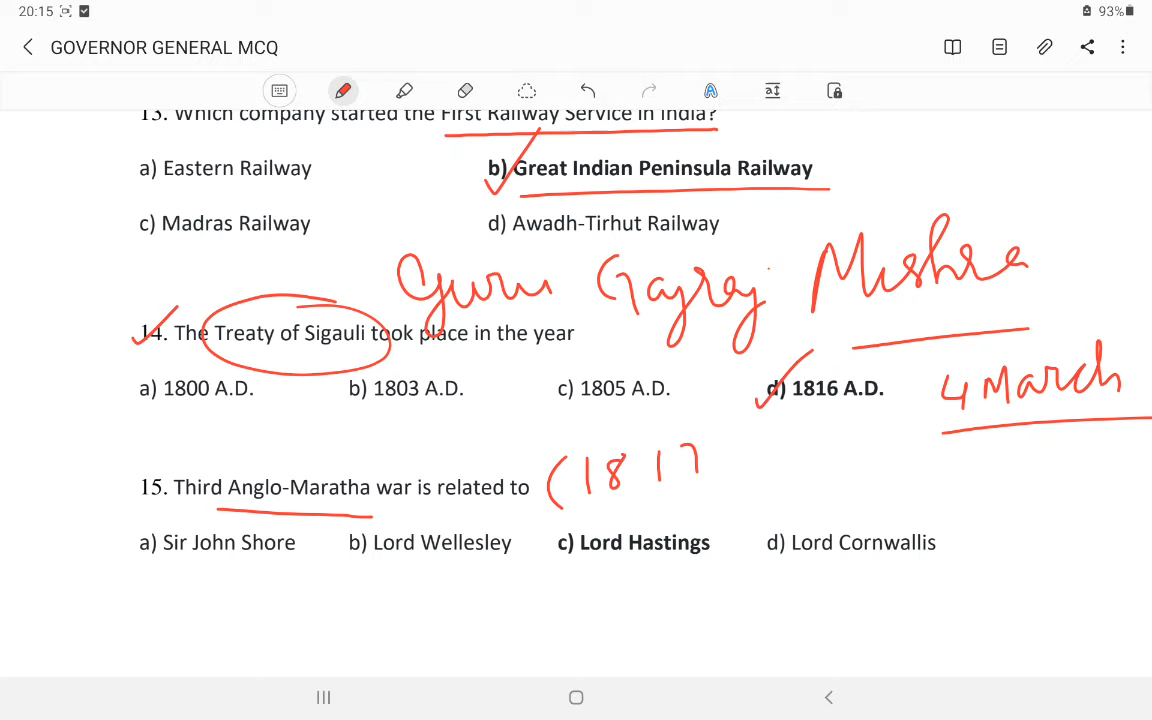 20:15 93%
GOVERNOR GENERAL MCQ
13. Which company started the First Railway Service in India?
a) Eastern Railway b) Great Indian Peninsula Railway
c) Madras Railway d) Awadh-Tirhut Railway
Guru Gajraj Mishra
14. The Treaty of Sigauli took place in the year
a) 1800 A.D. b) 1803 A.D. c) 1805 A.D. d) 1816 A.D. 4 March
15. Third Anglo-Maratha war is related to (1817
a) Sir John Shore b) Lord Wellesley c) Lord Hastings d) Lord Cornwallis